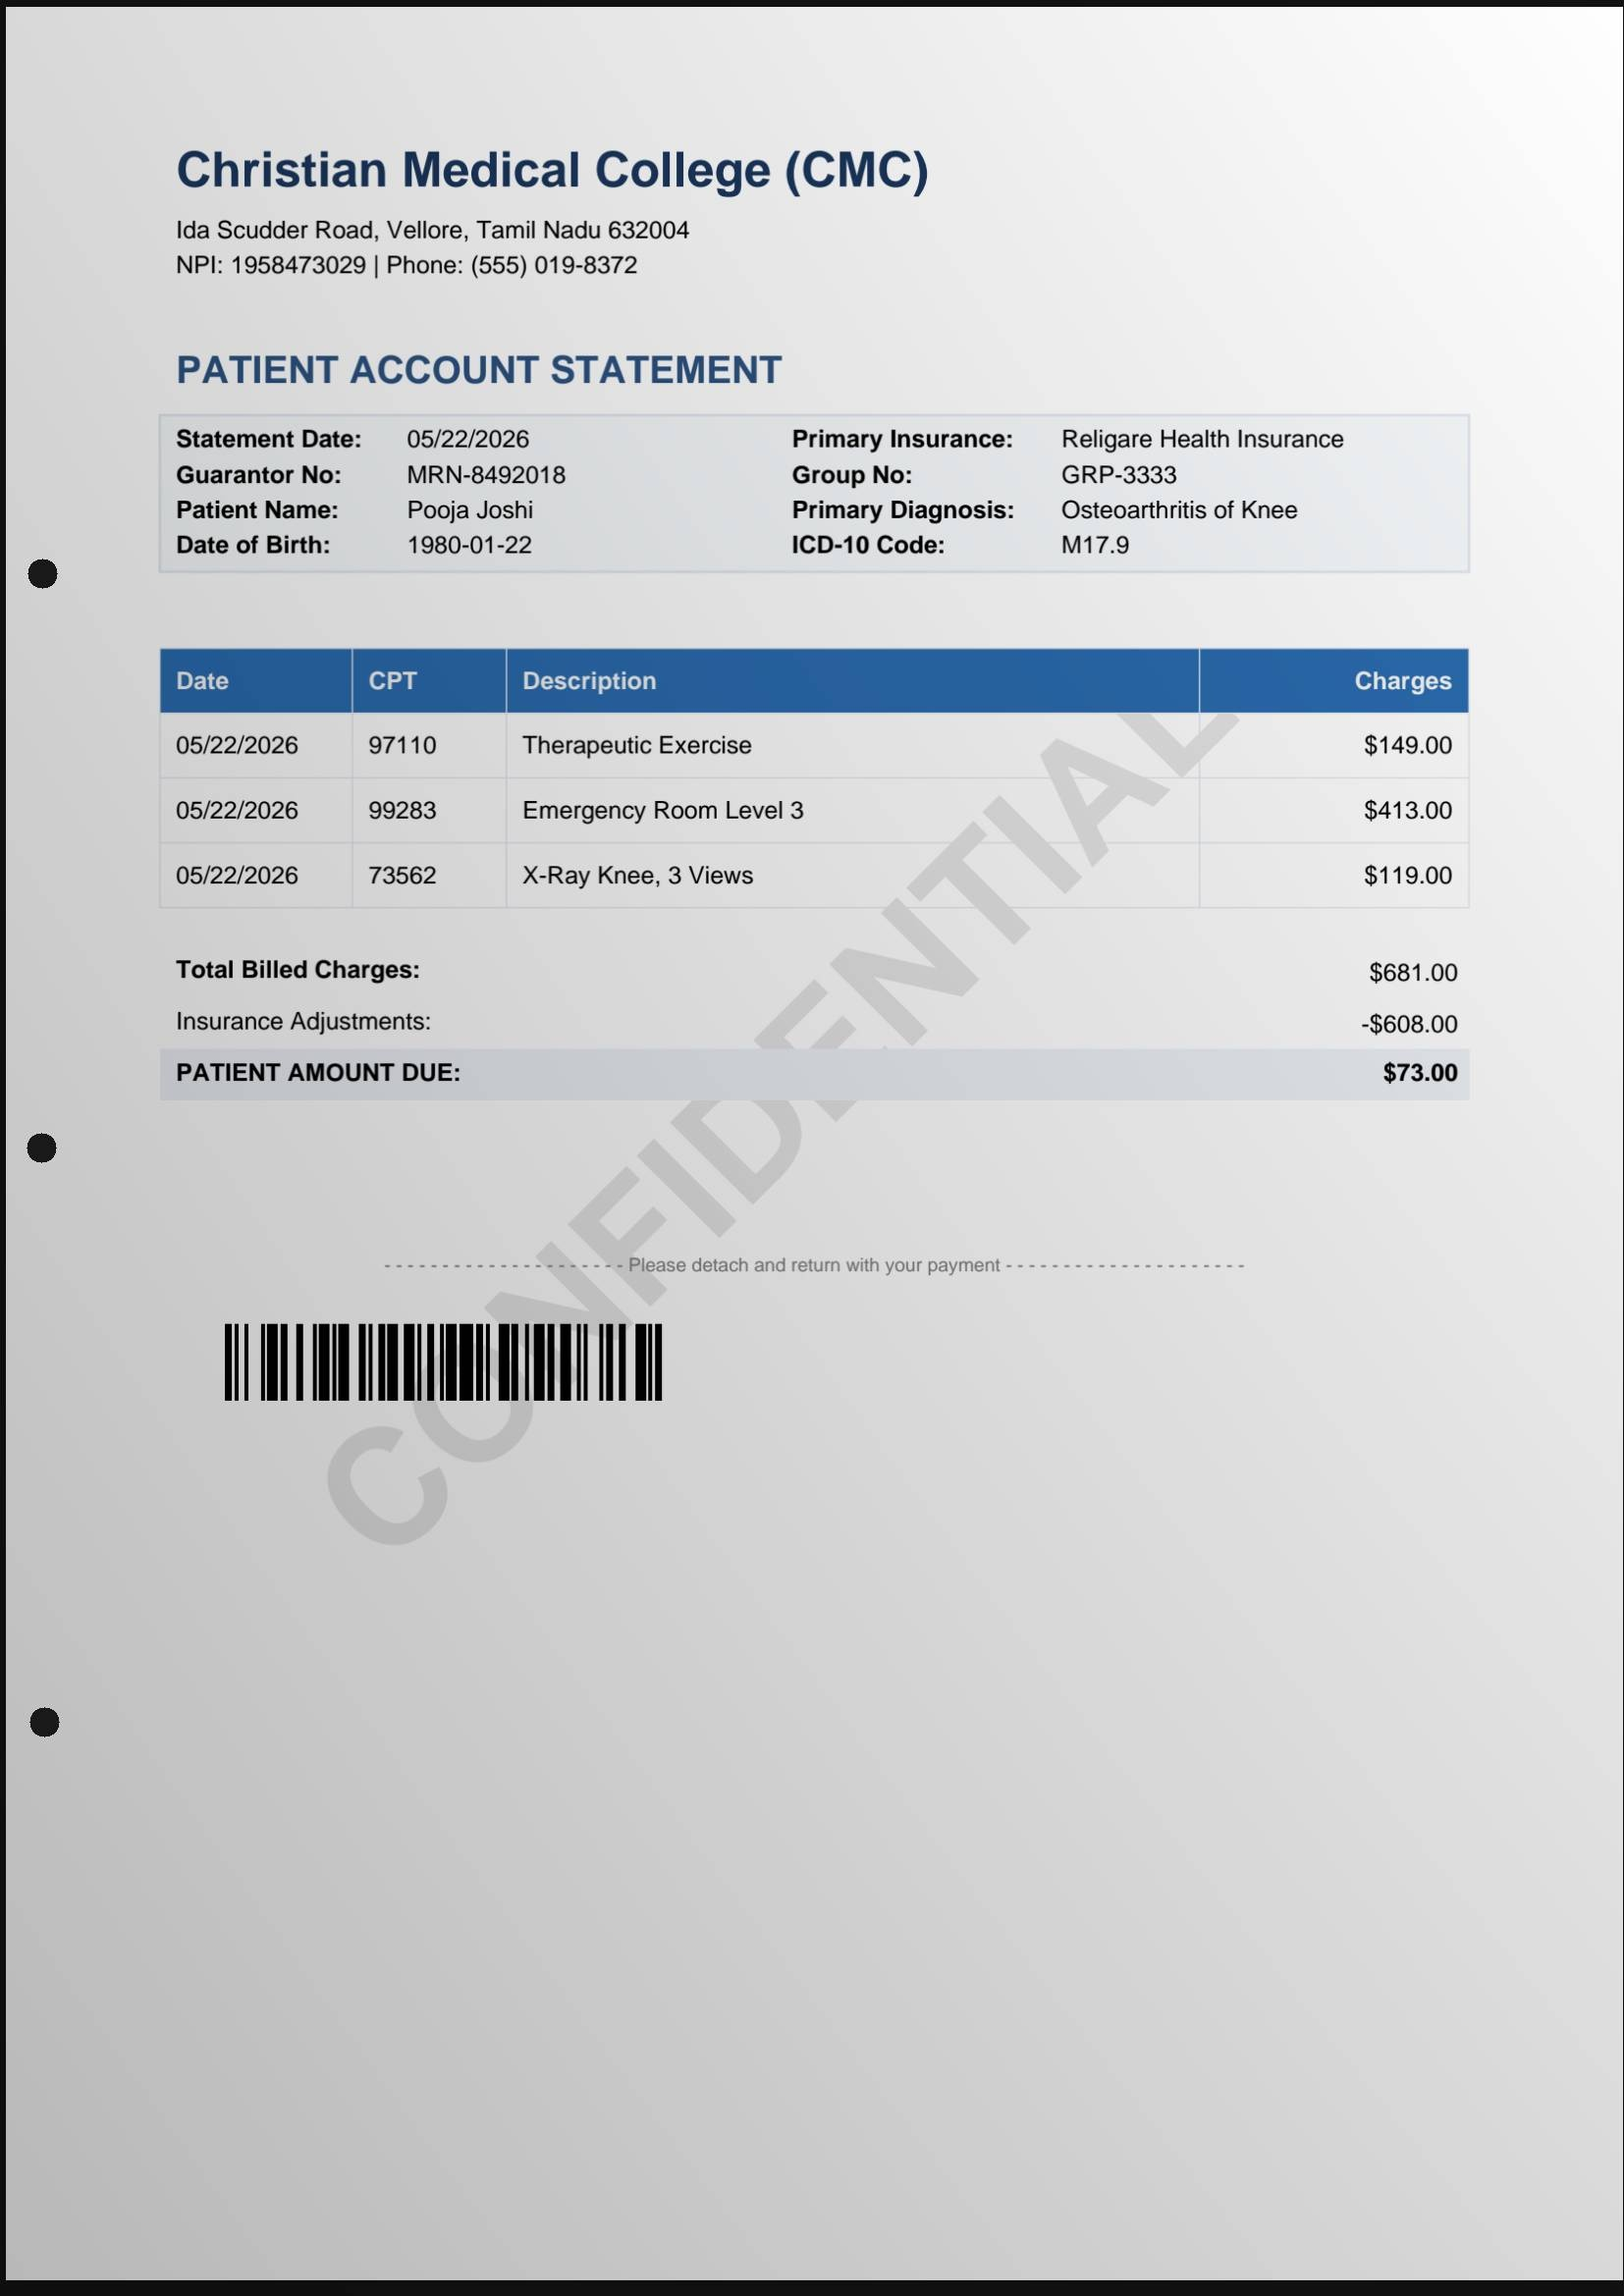 Christian Medical College (CMC)
Ida Scudder Road, Vellore, Tamil Nadu 632004
NPI: 1958473029 | Phone: (555) 019-8372
PATIENT ACCOUNT STATEMENT
Statement Date: 05/22/2026 Primary Insurance: Religare Health Insurance
Guarantor No: MRN-8492018 Group No: GRP-3333
Patient Name: Pooja Joshi Primary Diagnosis: Osteoarthritis of Knee
Date of Birth: 1980-01-22 ICD-10 Code: M17.9
Date CPT Description Charges
05/22/2026 97110 Therapeutic Exercise $149.00
05/22/2026 99283 Emergency Room Level 3 $413.00
05/22/2026 73562 X-Ray Knee, 3 Views $119.00
Total Billed Charges: $681.00
Insurance Adjustments: -$608.00
PATIENT AMOUNT DUE: $73.00
- - - - - - - - - - - - - - - - - - - - - Please detach and return with your payment - - - - - - - - - - - - - - - - - - - - -
CONFIDENTIAL